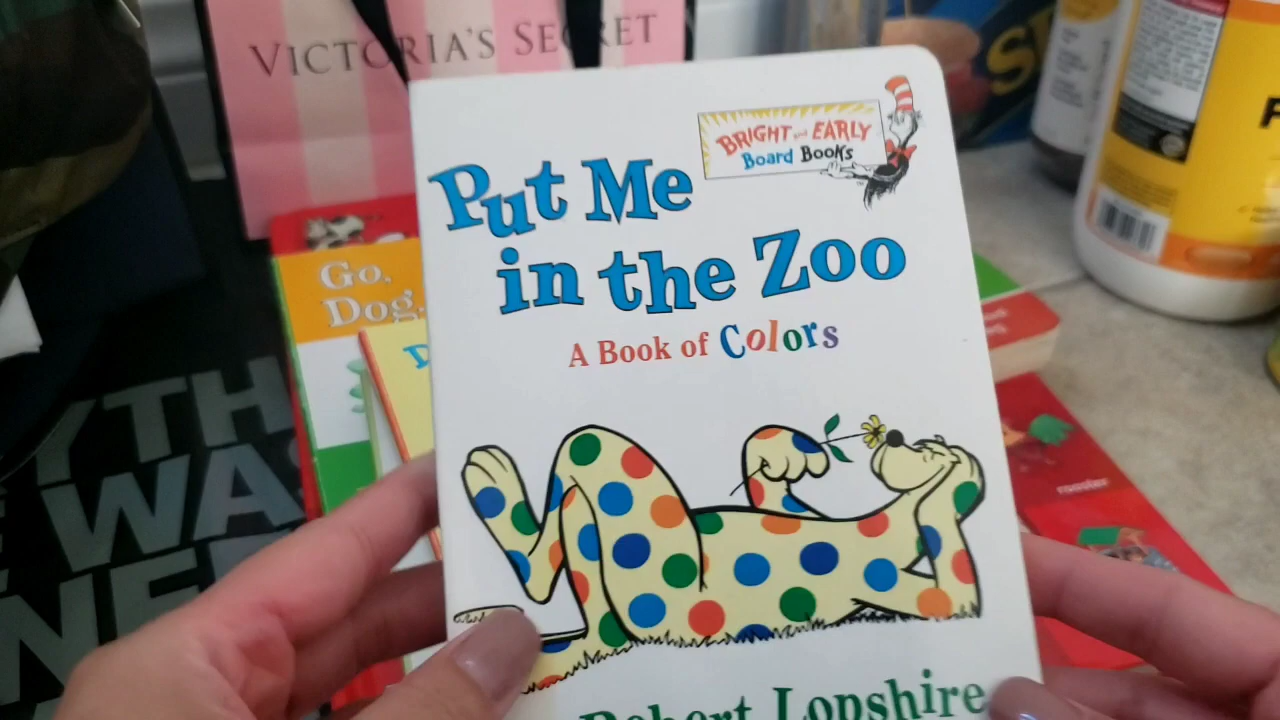 VICTORIA'S SECRET
BRIGHT and EARLY
Board Books
Put Me
in the Zoo
A Book of Colors
Go,
Dog.
rooster
Robert Lopshire